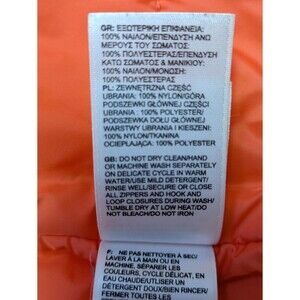 GR: ΕΞΩΤΕΡΙΚΗ ΕΠΙΦΑΝΕΙΑ:
100% ΝΑΙΛΟΝ/ΕΠΕΝΔΥΣΗ ΑΝΩ
ΜΕΡΟΥΣ ΤΟΥ ΣΩΜΑΤΟΣ:
100% ΠΟΛΥΕΣΤΕΡΑΣ/ΕΠΕΝΔΥΣΗ
ΚΑΤΩ ΣΩΜΑΤΟΣ & ΜΑΝΙΚΙΟΥ:
100% ΝΑΙΛΟΝ/ΜΟΝΩΣΗ:
100% ΠΟΛΥΕΣΤΕΡΑΣ
PL: ZEWNĘTRZNA CZĘŚĆ
UBRANIA: 100% NYLON/GÓRA
PODSZEWKI GŁÓWNEJ CZĘŚCI
UBRANIA: 100% POLYESTER/
PODSZEWKA DOŁU GŁÓWNEJ
WARSTWY UBRANIA I KIESZENI:
100% NYLON/TKANINA
OCIEPLAJĄCA: 100% POLYESTER
GB: DO NOT DRY CLEAN/HAND
OR MACHINE WASH SEPARATELY
ON DELICATE CYCLE IN WARM
WATER/USE MILD DETERGENT/
RINSE WELL/SECURE OR CLOSE
ALL ZIPPERS AND HOOK AND
LOOP CLOSURES DURING WASH/
TUMBLE DRY AT LOW HEAT/DO
NOT BLEACH/DO NOT IRON
F: NE PAS NETTOYER À SEC/
LAVER À LA MAIN OU EN
MACHINE, SÉPARER LES
COULEURS, CYCLE DÉLICAT, EN
EAU CHAUDE/UTILISER UN
DÉTERGENT DOUX/BIEN RINCER/